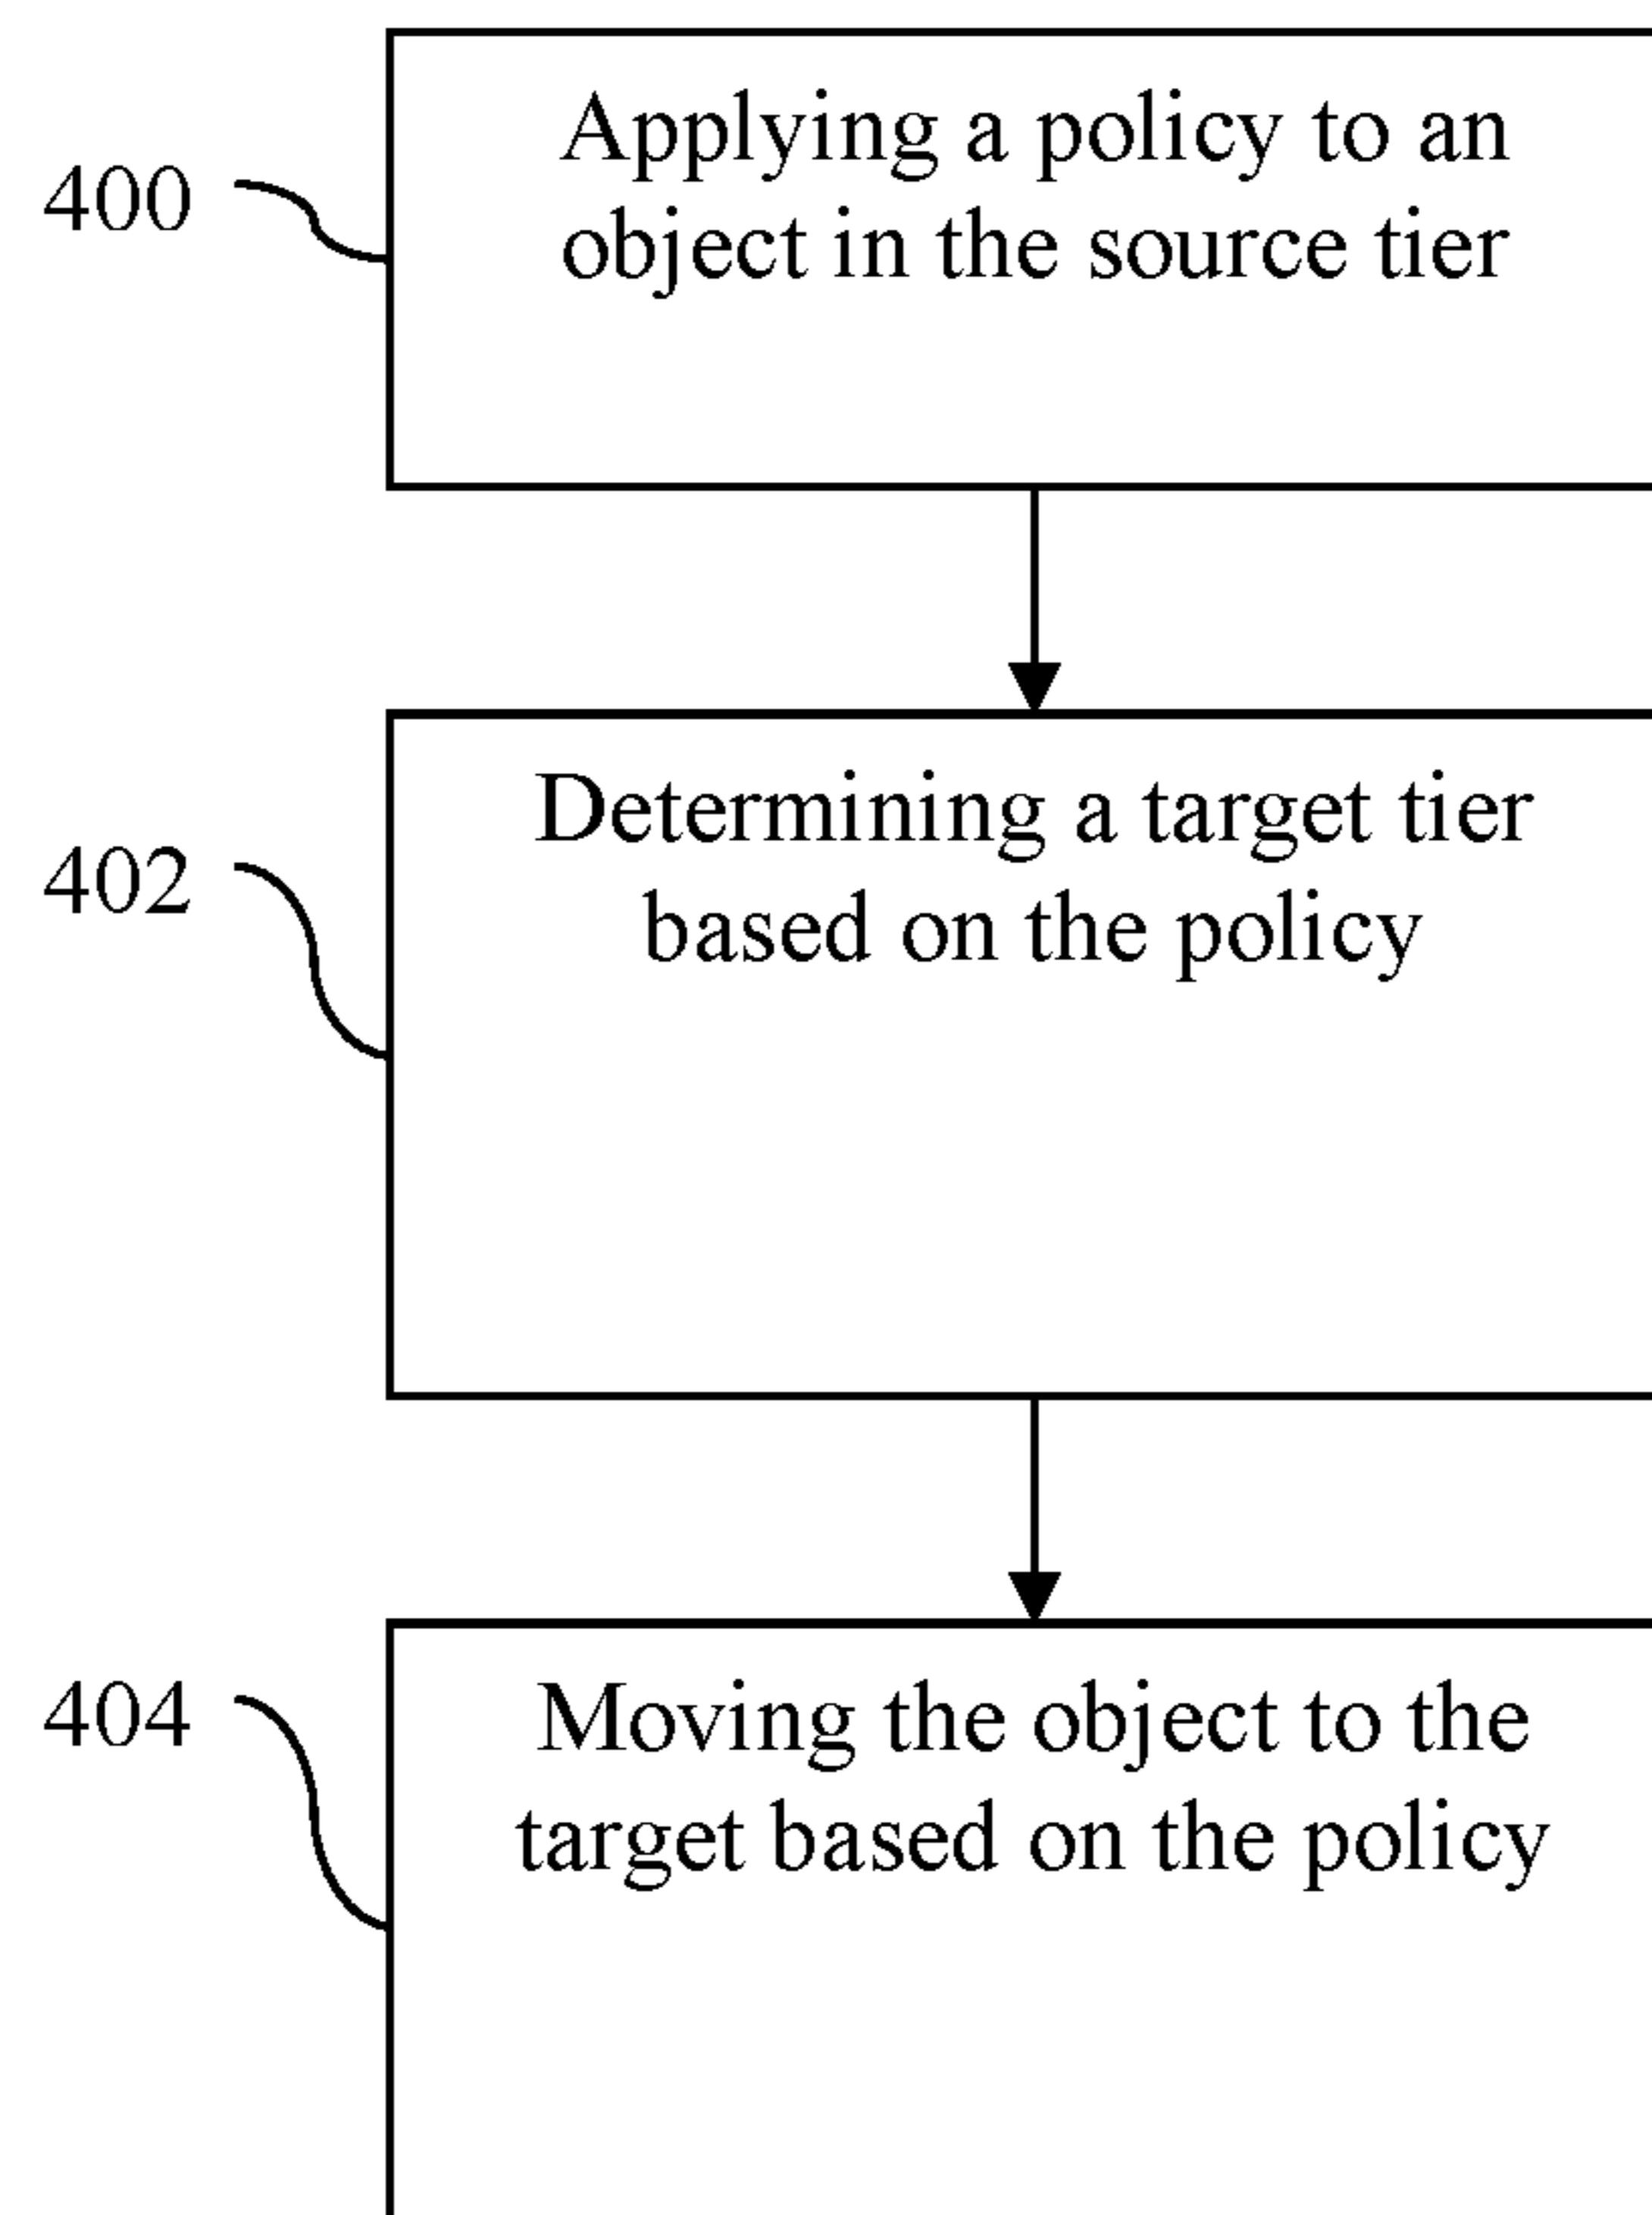 400
Applying a policy to an
object in the source tier
402
Determining a target tier
based on the policy
404
Moving the object to the
target based on the policy